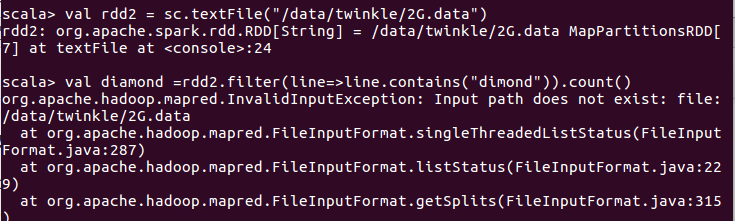 scala> val rdd2 = sc.textFile("/data/twinkle/2G.data")
rdd2: org.apache.spark.rdd.RDD[String] = /data/twinkle/2G.data MapPartitionsRDD[
7] at textFile at <console>:24

scala> val diamond =rdd2.filter(line=>line.contains("dimond")).count()
org.apache.hadoop.mapred.InvalidInputException: Input path does not exist: file:
/data/twinkle/2G.data
  at org.apache.hadoop.mapred.FileInputFormat.singleThreadedListStatus(FileInput
Format.java:287)
  at org.apache.hadoop.mapred.FileInputFormat.listStatus(FileInputFormat.java:22
9)
  at org.apache.hadoop.mapred.FileInputFormat.getSplits(FileInputFormat.java:315
)